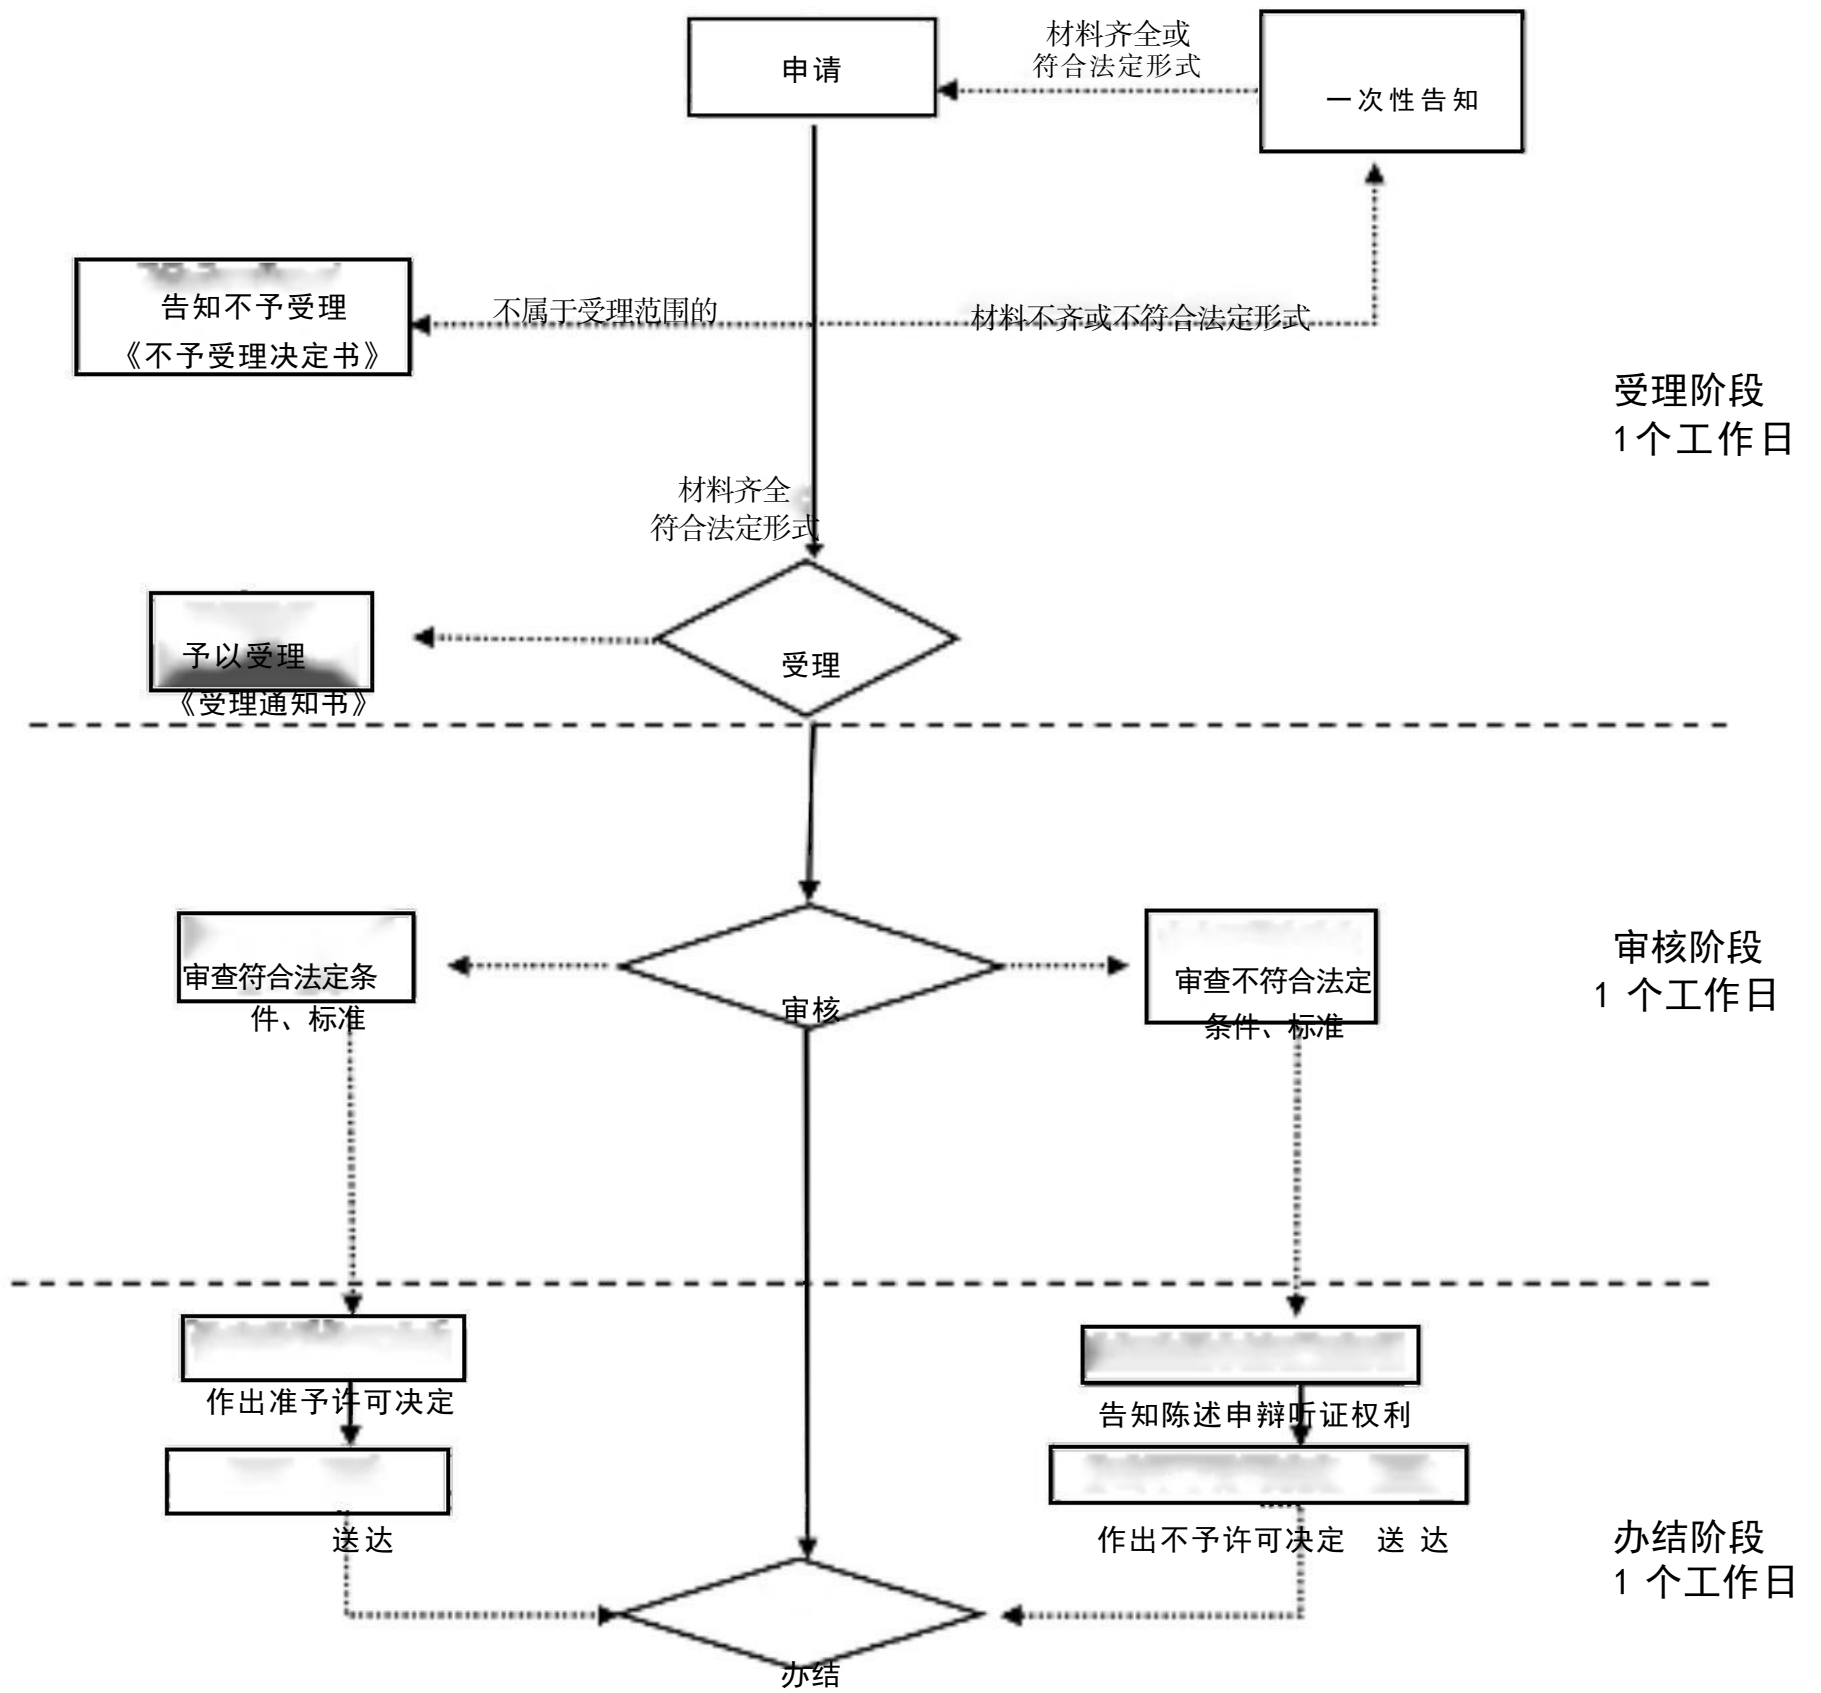 材料齐全或
符合法定形式
申请
一次性告知
不属于受理范围的
材料不齐或不符合法定形式
告知不予受理
《不予受理决定书》
受理阶段
1个工作日
材料齐全
符合法定形式
予以受理
《受理通知书》
受理
审查符合法定条
件、标准
审核
审查不符合法定
条件、标准
审核阶段
1 个工作日
作出准予许可决定
告知陈述申辩听证权利
送达
作出不予许可决定 送 达
办结阶段
1 个工作日
办结